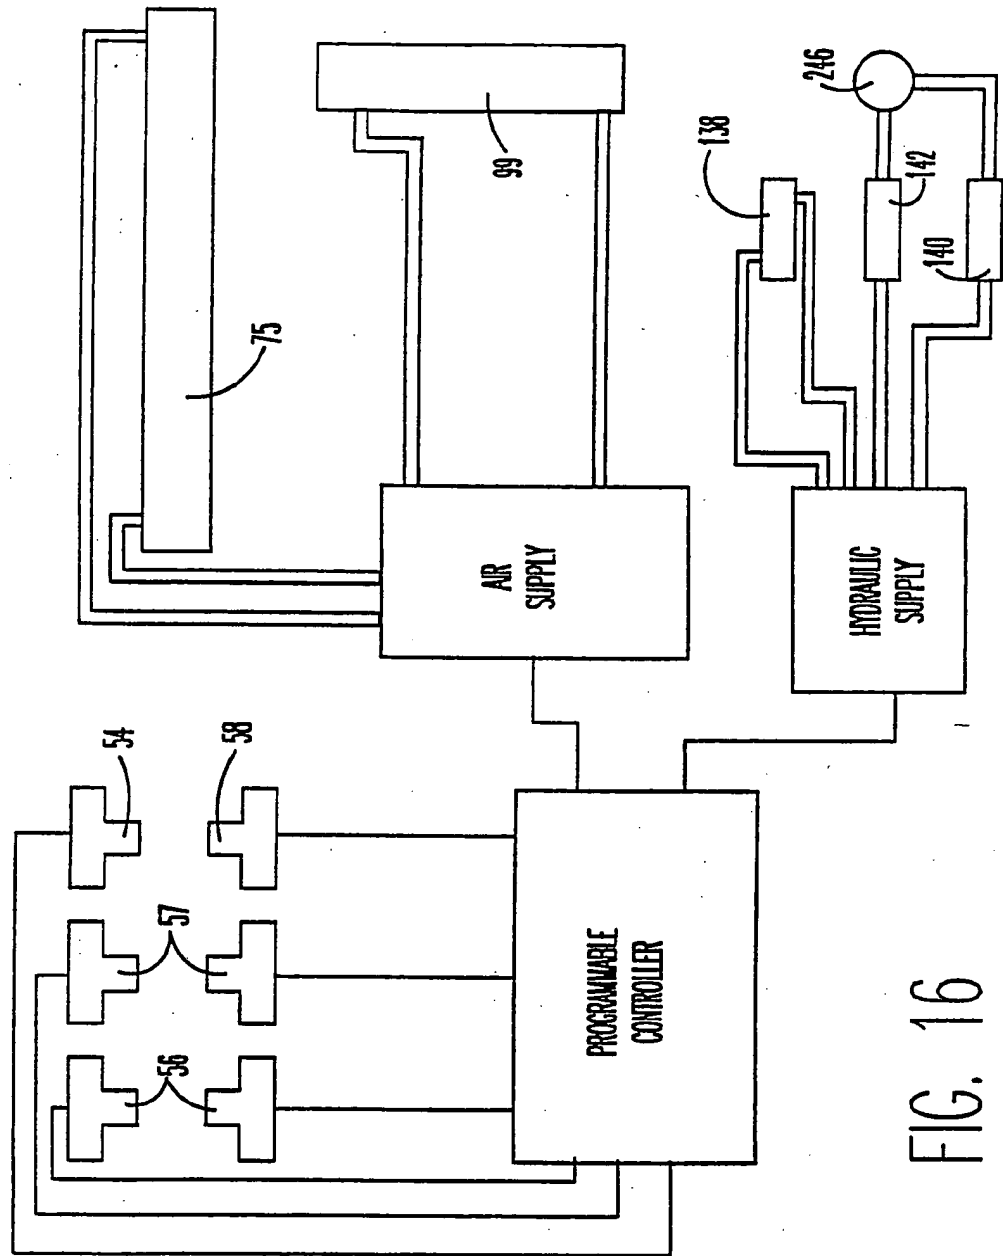 54
56
57
58
75
99
AIR
SUPPLY
PROGRAMMABLE
CONTROLLER
138
246
HYDRAULIC
SUPPLY
142
140
FIG. 16